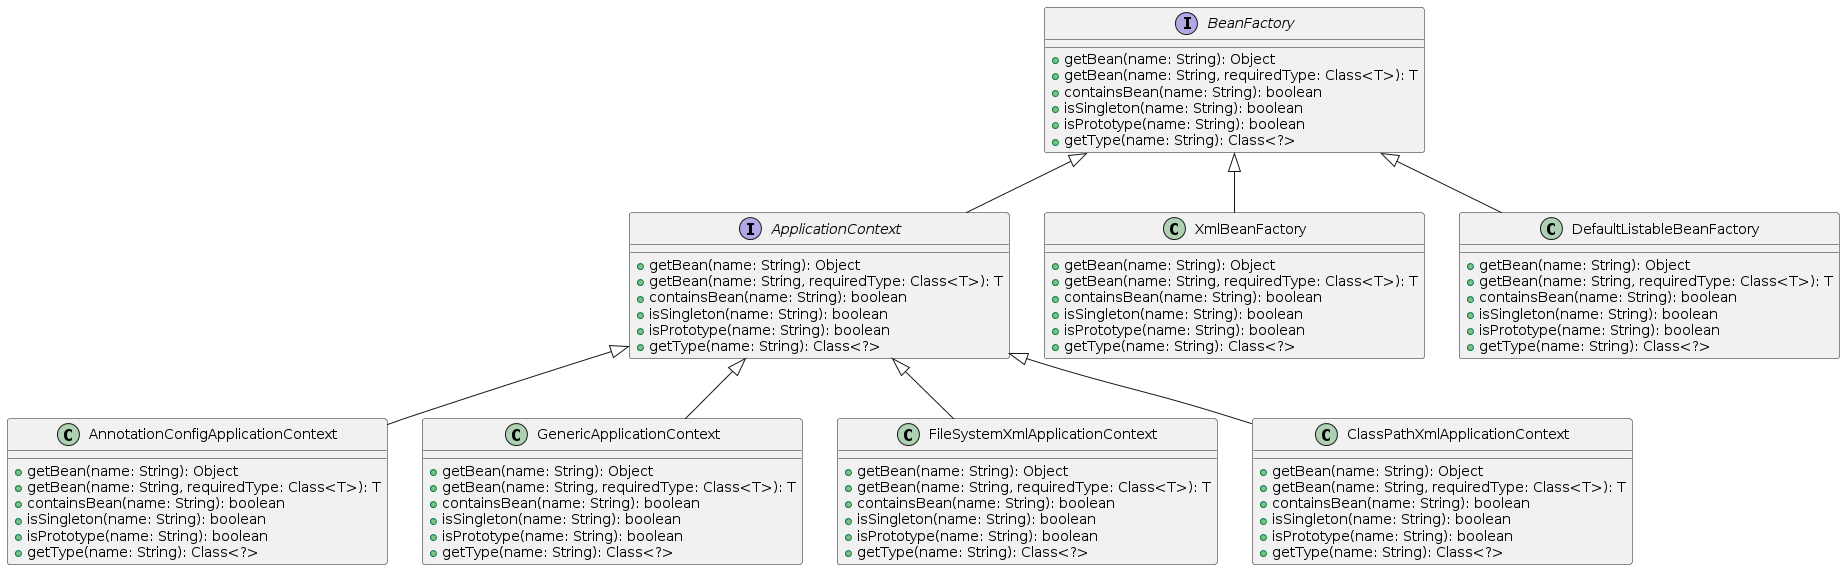 I BeanFactory
getBean(name: String): Object
getBean(name: String, requiredType: Class<T>): T
containsBean(name: String): boolean
isSingleton(name: String): boolean
isPrototype(name: String): boolean
getType(name: String): Class<?>
I ApplicationContext
getBean(name: String): Object
getBean(name: String, requiredType: Class<T>): T
containsBean(name: String): boolean
isSingleton(name: String): boolean
isPrototype(name: String): boolean
getType(name: String): Class<?>
C XmlBeanFactory
getBean(name: String): Object
getBean(name: String, requiredType: Class<T>): T
containsBean(name: String): boolean
isSingleton(name: String): boolean
isPrototype(name: String): boolean
getType(name: String): Class<?>
C DefaultListableBeanFactory
getBean(name: String): Object
getBean(name: String, requiredType: Class<T>): T
containsBean(name: String): boolean
isSingleton(name: String): boolean
isPrototype(name: String): boolean
getType(name: String): Class<?>
C AnnotationConfigApplicationContext
getBean(name: String): Object
getBean(name: String, requiredType: Class<T>): T
containsBean(name: String): boolean
isSingleton(name: String): boolean
isPrototype(name: String): boolean
getType(name: String): Class<?>
C GenericApplicationContext
getBean(name: String): Object
getBean(name: String, requiredType: Class<T>): T
containsBean(name: String): boolean
isSingleton(name: String): boolean
isPrototype(name: String): boolean
getType(name: String): Class<?>
C FileSystemXmlApplicationContext
getBean(name: String): Object
getBean(name: String, requiredType: Class<T>): T
containsBean(name: String): boolean
isSingleton(name: String): boolean
isPrototype(name: String): boolean
getType(name: String): Class<?>
C ClassPathXmlApplicationContext
getBean(name: String): Object
getBean(name: String, requiredType: Class<T>): T
containsBean(name: String): boolean
isSingleton(name: String): boolean
isPrototype(name: String): boolean
getType(name: String): Class<?>